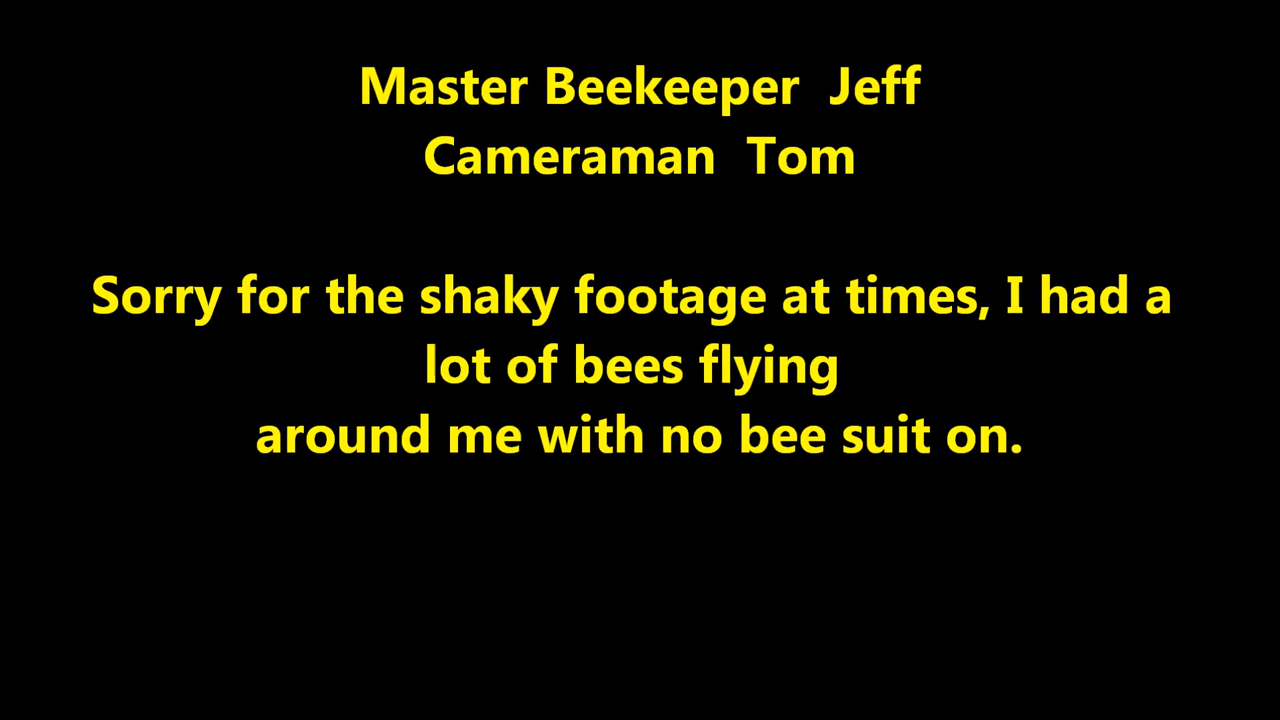 Master Beekeeper  Jeff
Cameraman  Tom
Sorry for the shaky footage at times, I had a
lot of bees flying
around me with no bee suit on.